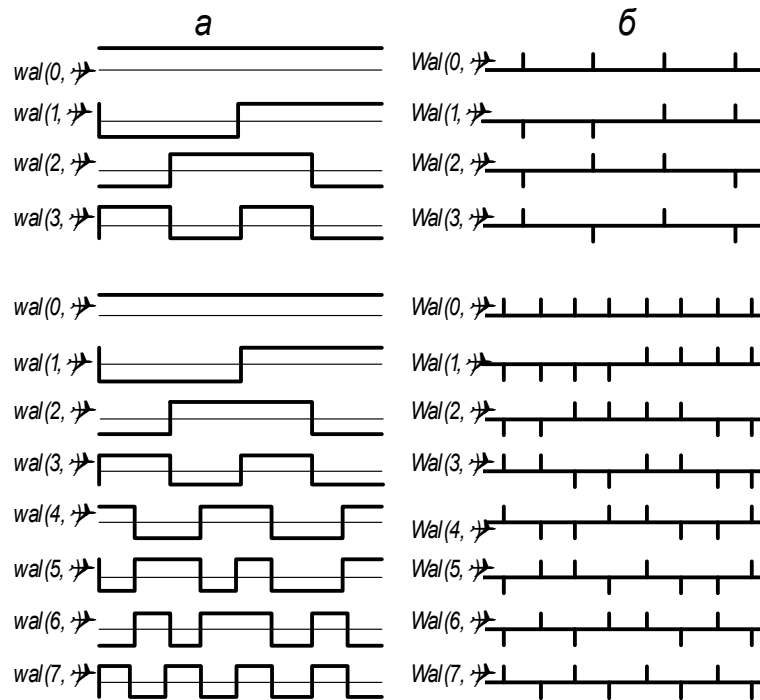 а б
wal(0, Wal(0,
wal(1, Wal(1,
wal(2, Wal(2,
wal(3, Wal(3,
wal(0, Wal(0,
wal(1, Wal(1,
wal(2, Wal(2,
wal(3, Wal(3,
wal(4, Wal(4,
wal(5, Wal(5,
wal(6, Wal(6,
wal(7, Wal(7,